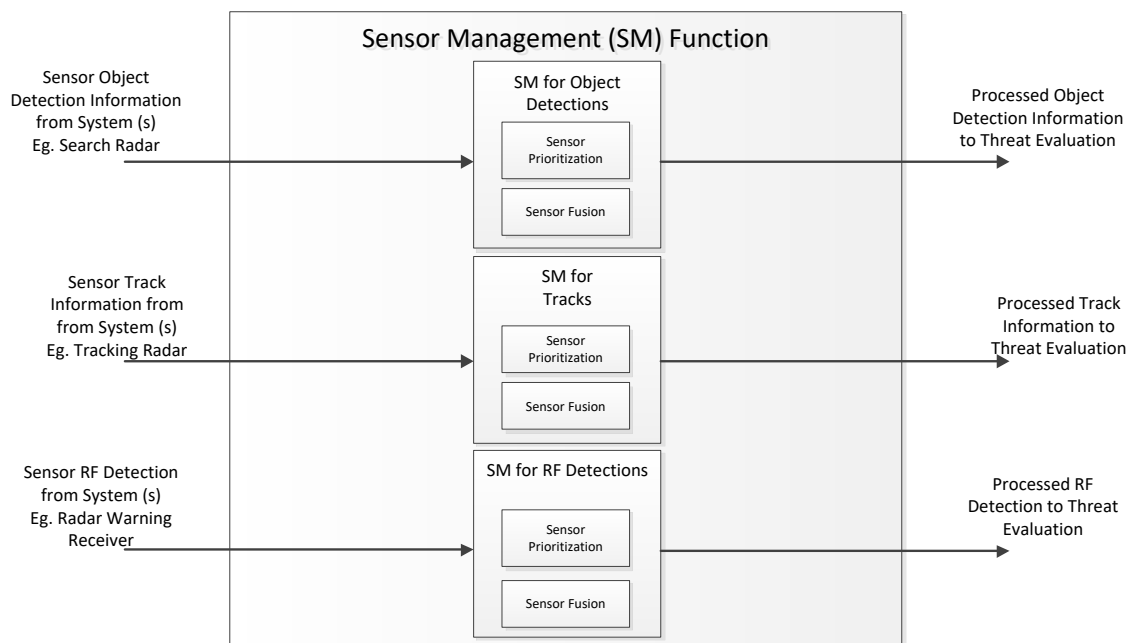 Sensor Management (SM) Function
Sensor Object
Detection Information
from System (s)
Eg. Search Radar
SM for Object
Detections
Sensor
Prioritization
Sensor Fusion
Processed Object
Detection Information
to Threat Evaluation
Sensor Track
Information from
from System (s)
Eg. Tracking Radar
SM for
Tracks
Sensor
Prioritization
Sensor Fusion
Processed Track
Information to
Threat Evaluation
Sensor RF Detection
from System (s)
Eg. Radar Warning
Receiver
SM for RF Detections
Sensor
Prioritization
Sensor Fusion
Processed RF
Detection to Threat
Evaluation